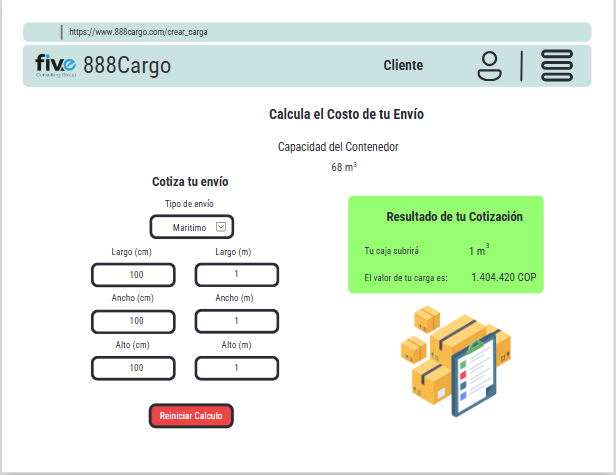 https://www.888cargo.com/crear_carga
five
Consulting Group
888Cargo
Cliente
Calcula el Costo de tu Envío
Capacidad del Contenedor
68 m³
Cotiza tu envío
Tipo de envío
Maritimo
Largo (cm)
Largo (m)
100
1
Ancho (cm)
Ancho (m)
100
1
Alto (cm)
Alto (m)
100
1
Reiniciar Calculo
Resultado de tu Cotización
Tu caja cubrirá
1 m³
El valor de tu carga es:
1.404.420 COP